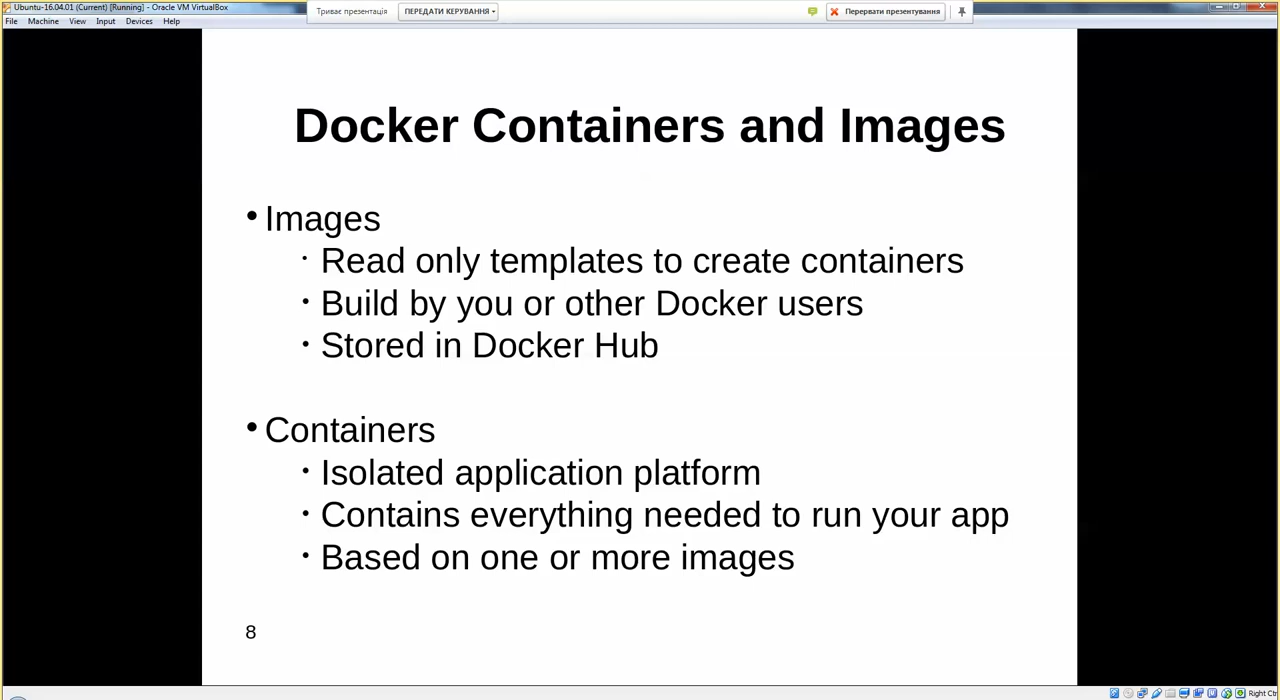 Ubuntu-16.04.01 (Current) [Running] - Oracle VM VirtualBox
Триває презентація
ПЕРЕДАТИ КЕРУВАННЯ
Перервати презентування
File Machine View Input Devices Help
Docker Containers and Images
• Images
· Read only templates to create containers
· Build by you or other Docker users
· Stored in Docker Hub
• Containers
· Isolated application platform
· Contains everything needed to run your app
· Based on one or more images
8
Right Ctr